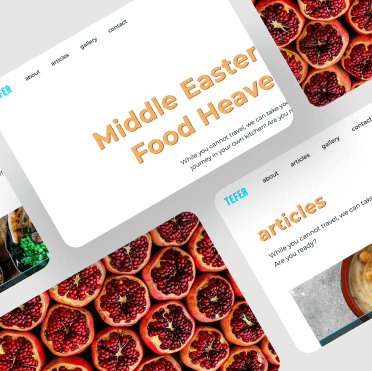 about articles gallery contact
Middle Easter
Food Heave
While you cannot travel, we can take you
journey in your own kitchen! Are you
TEFER
about articles gallery contact
articles
While you cannot travel, we can take
Are you ready?